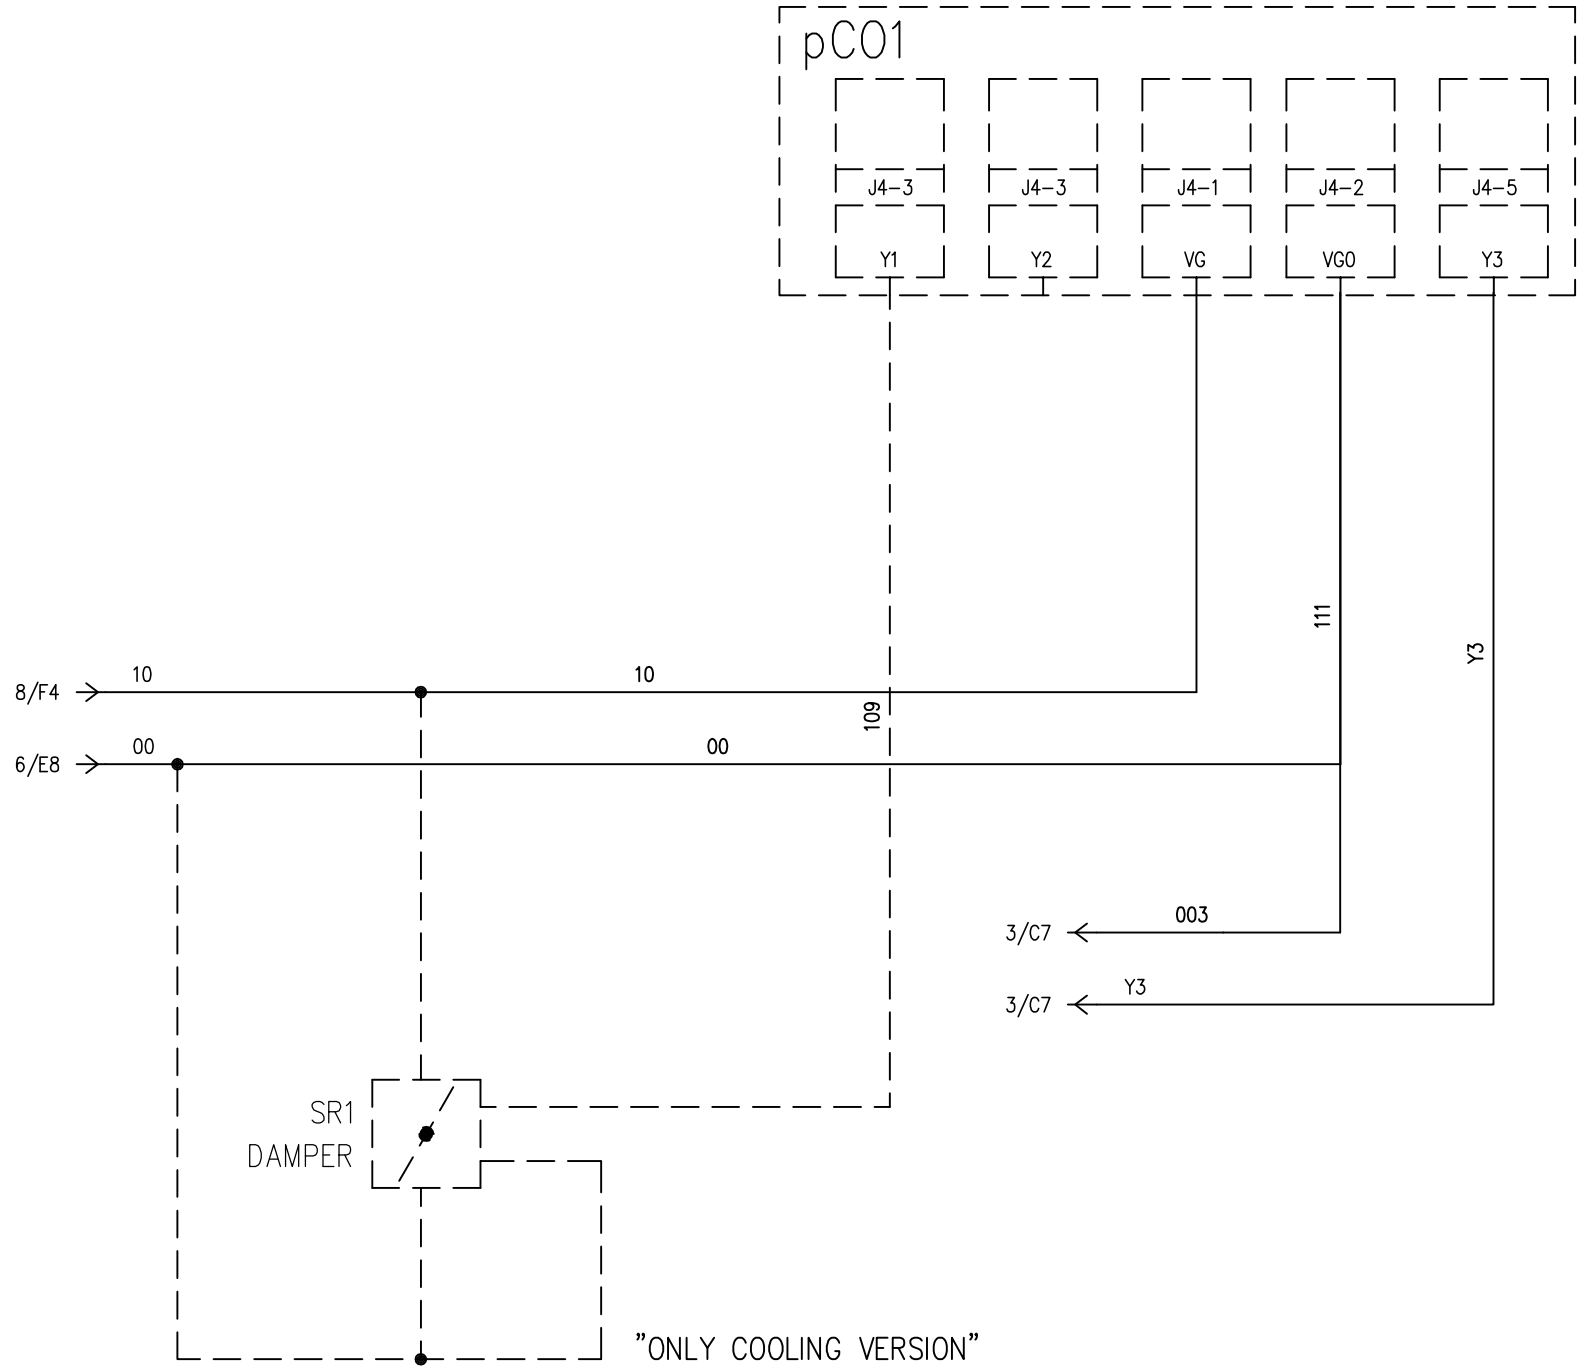 pCO1
J4-3 J4-3 J4-1 J4-2 J4-5
Y1 Y2 VG VG0 Y3
111
Y3
10 10
8/F4
109
00 00
6/E8
003
3/C7
Y3
3/C7
SR1
DAMPER
"ONLY COOLING VERSION"